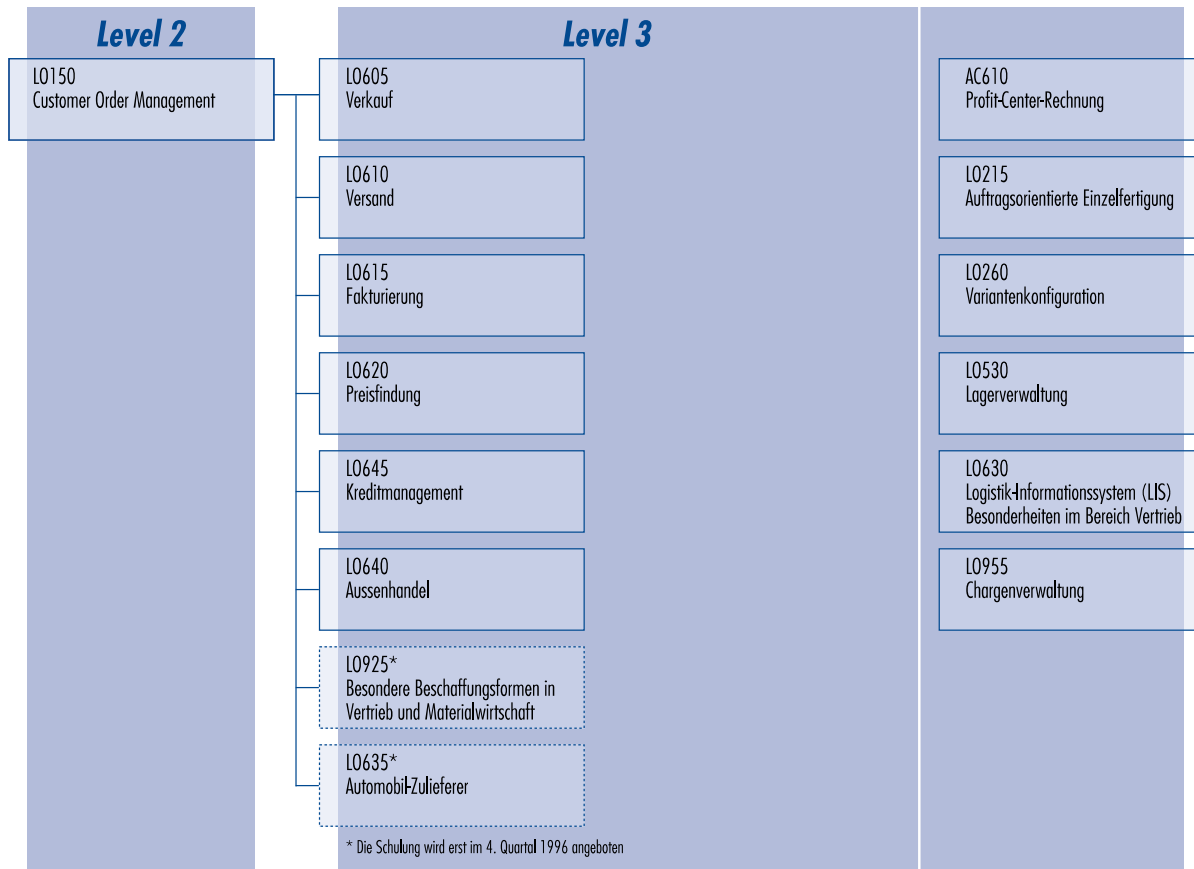 Level 2
Level 3
LO150
Customer Order Management
LO605
Verkauf
LO610
Versand
LO615
Fakturierung
LO620
Preisfindung
LO645
Kreditmanagement
LO640
Aussenhandel
LO925*
Besondere Beschaffungsformen in
Vertrieb und Materialwirtschaft
LO635*
Automobil-Zulieferer
* Die Schulung wird erst im 4. Quartal 1996 angeboten
AC610
Profit-Center-Rechnung
LO215
Auftragsorientierte Einzelfertigung
LO260
Variantenkonfiguration
LO530
Lagerverwaltung
LO630
Logistik-Informationssystem (LIS)
Besonderheiten im Bereich Vertrieb
LO955
Chargenverwaltung